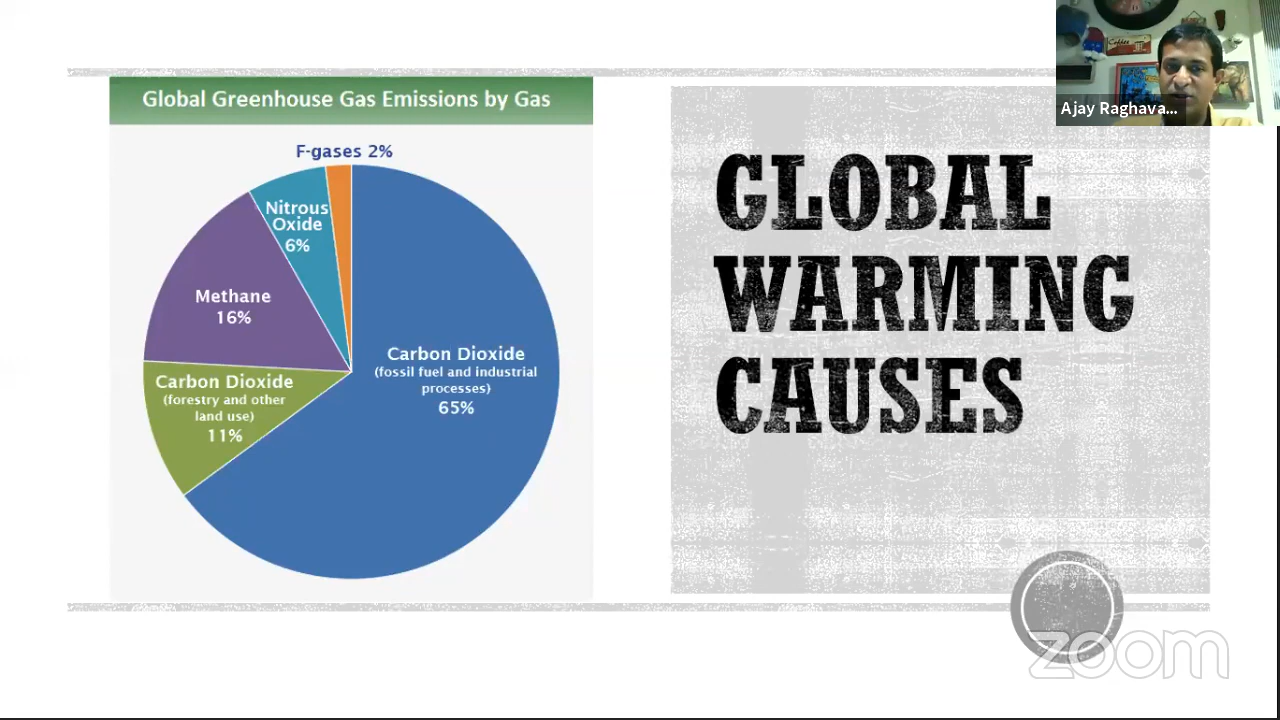 Global Greenhouse Gas Emissions by Gas
F-gases 2%
Nitrous
Oxide
6%
Methane
16%
Carbon Dioxide
(forestry and other
land use)
11%
Carbon Dioxide
(fossil fuel and industrial
processes)
65%
GLOBAL
WARMING
CAUSES
Ajay Raghava...
zoom